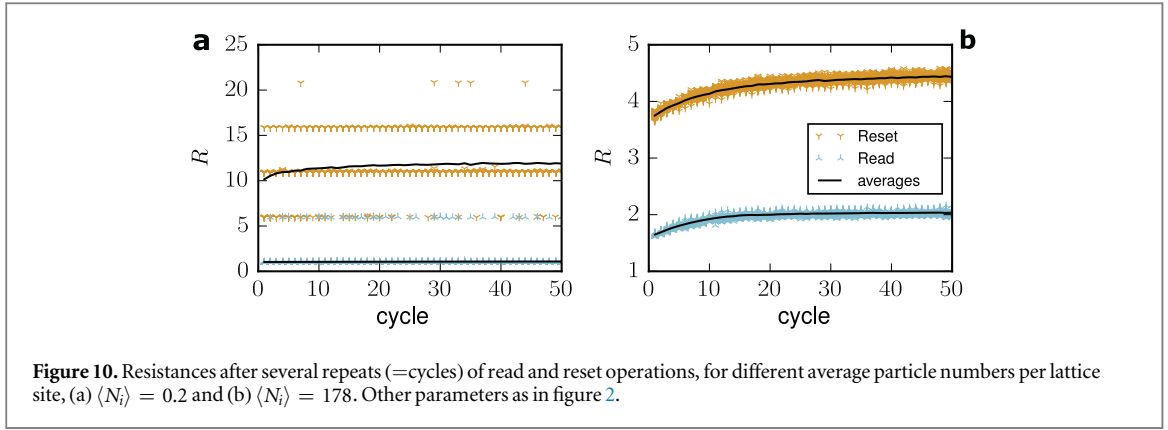 a
25
20
15
10
5
0
R
0 10 20 30 40 50
cycle
b
5
4
3
2
1
R
Reset
Read
averages
0 10 20 30 40 50
cycle
Figure 10. Resistances after several repeats (=cycles) of read and reset operations, for different average particle numbers per lattice
site, (a) ⟨Nᵢ⟩ = 0.2 and (b) ⟨Nᵢ⟩ = 178. Other parameters as in figure 2.